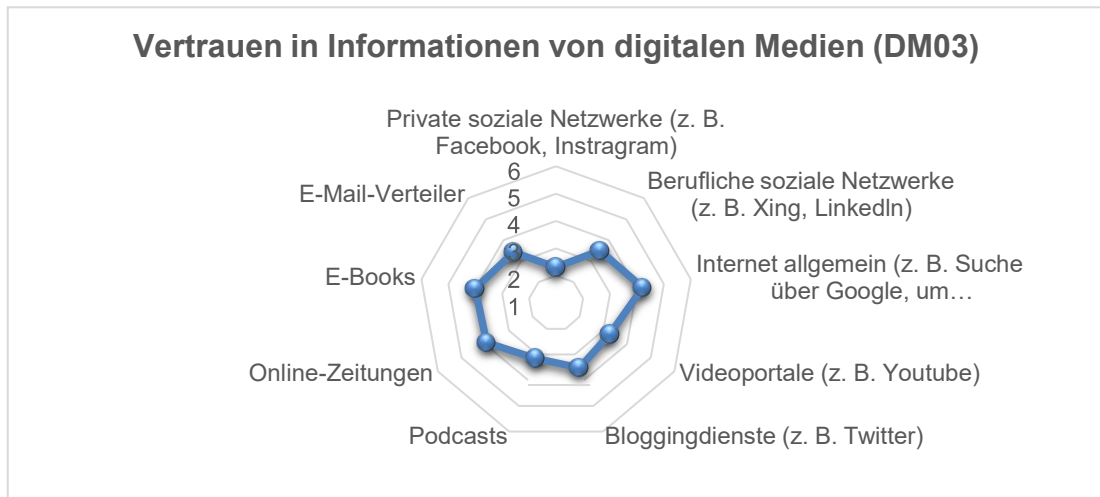 Vertrauen in Informationen von digitalen Medien (DM03)
Private soziale Netzwerke (z. B.
Facebook, Instragram)
Berufliche soziale Netzwerke
(z. B. Xing, LinkedIn)
Internet allgemein (z. B. Suche
über Google, um…
Videoportale (z. B. Youtube)
Bloggingdienste (z. B. Twitter)
Podcasts
Online-Zeitungen
E-Books
E-Mail-Verteiler
6
5
4
3
2
1